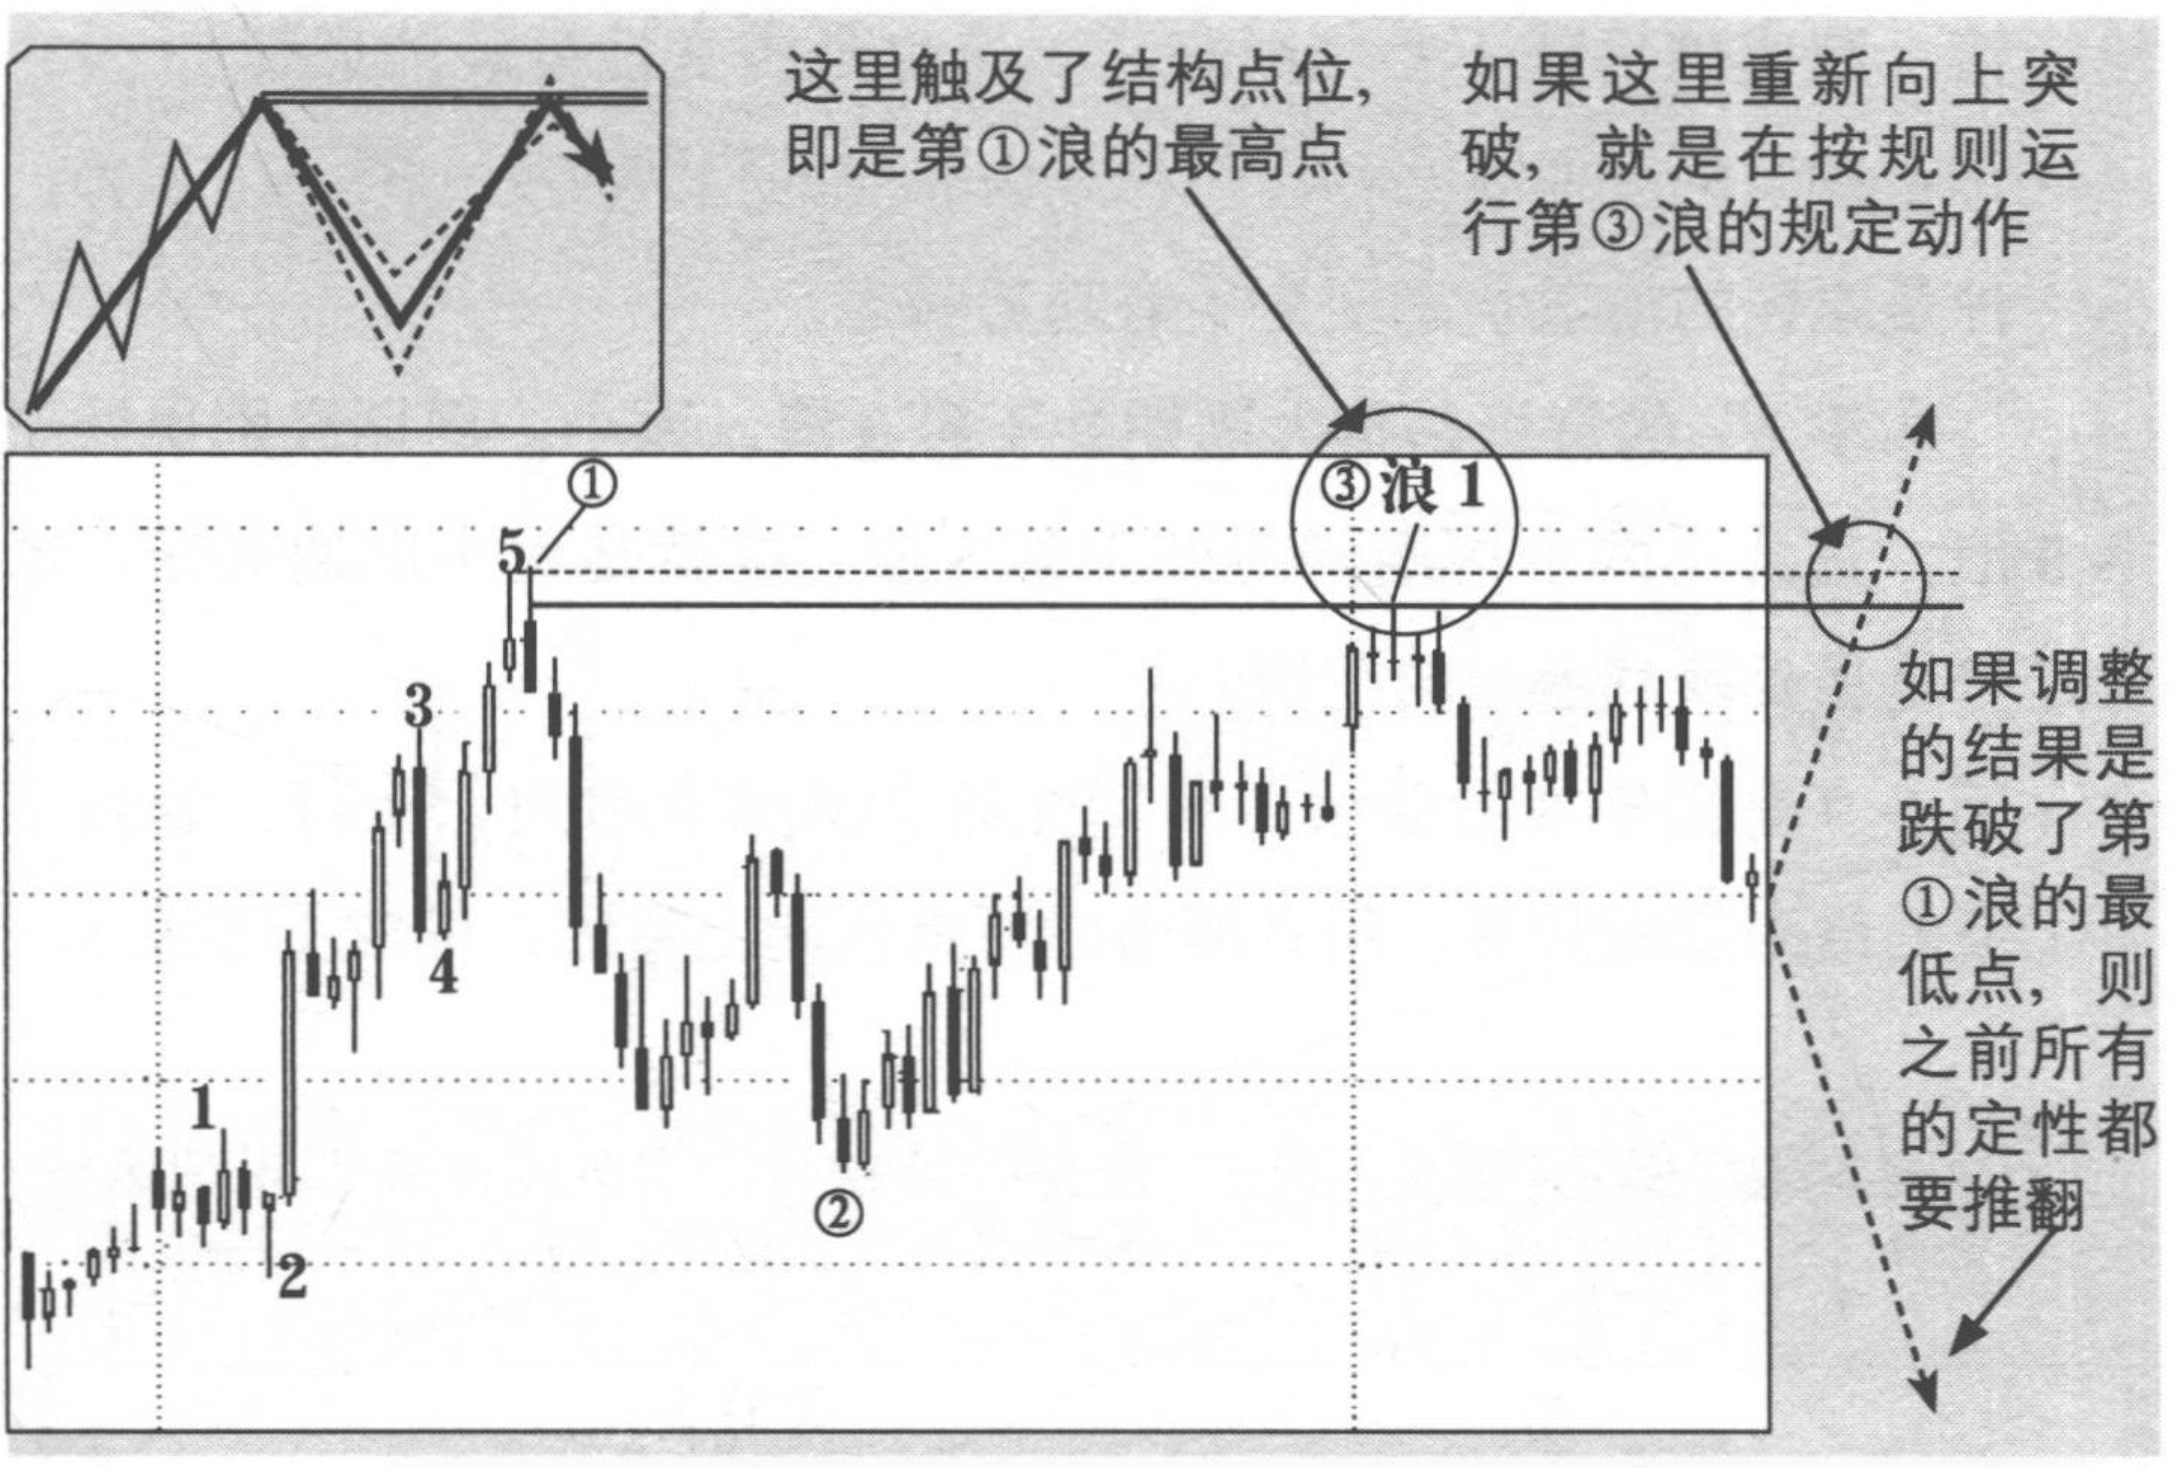 这里触及了结构点位,
即是第①浪的最高点
如果这里重新向上突
破, 就是在按规则运
行第③浪的规定动作
①
③浪 1
5
3
4
1
2
②
如果调整
的结果是
跌破了第
①浪的最
低点, 则
之前所有
的定性都
要推翻